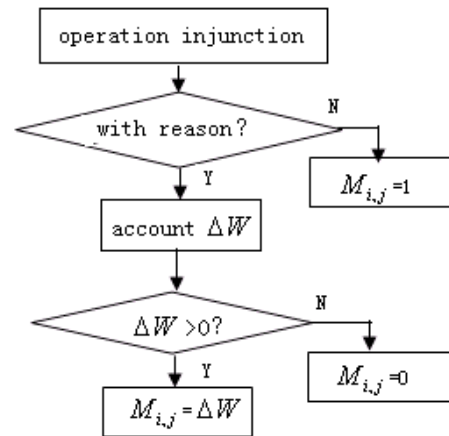 operation injunction
with reason?
N
Y
M_{i,j}=1
account ΔW
ΔW >0?
N
Y
M_{i,j}=0
M_{i,j}=ΔW